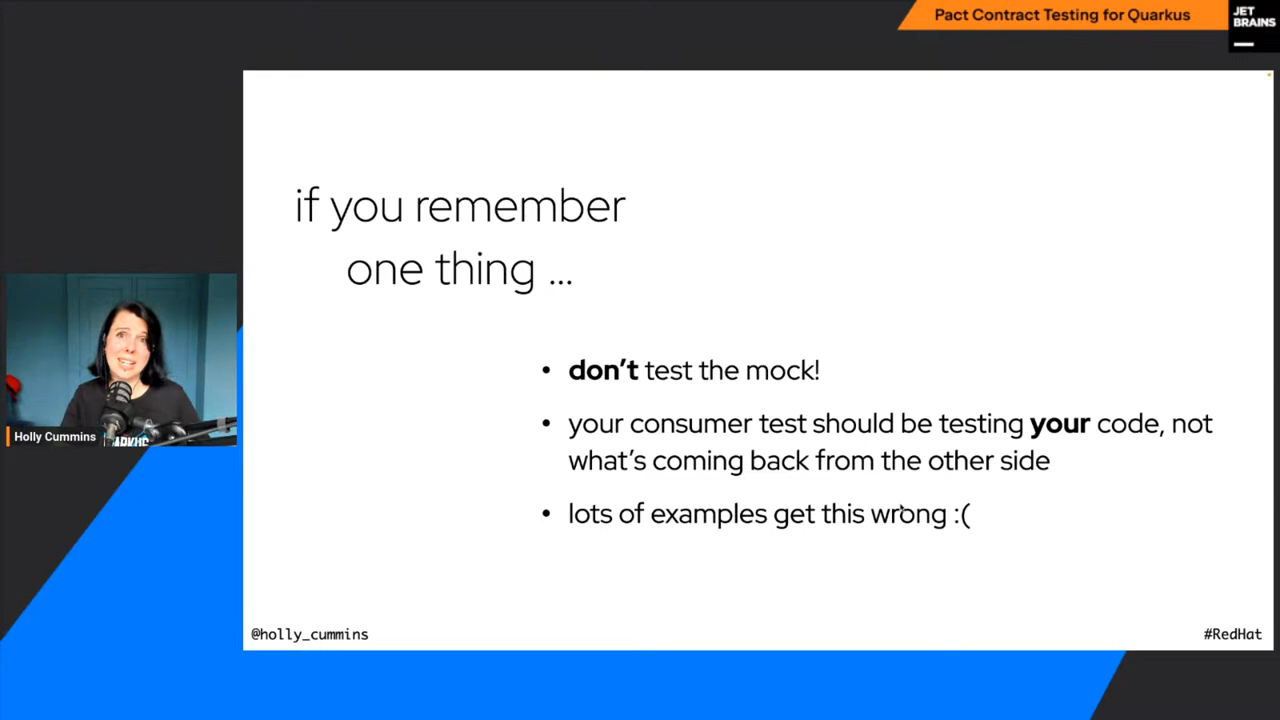 Pact Contract Testing for Quarkus
JET
BRAINS
if you remember
one thing ...
• don't test the mock!
• your consumer test should be testing your code, not
what's coming back from the other side
• lots of examples get this wrong :(
Holly Cummins
@holly_cummins
#RedHat